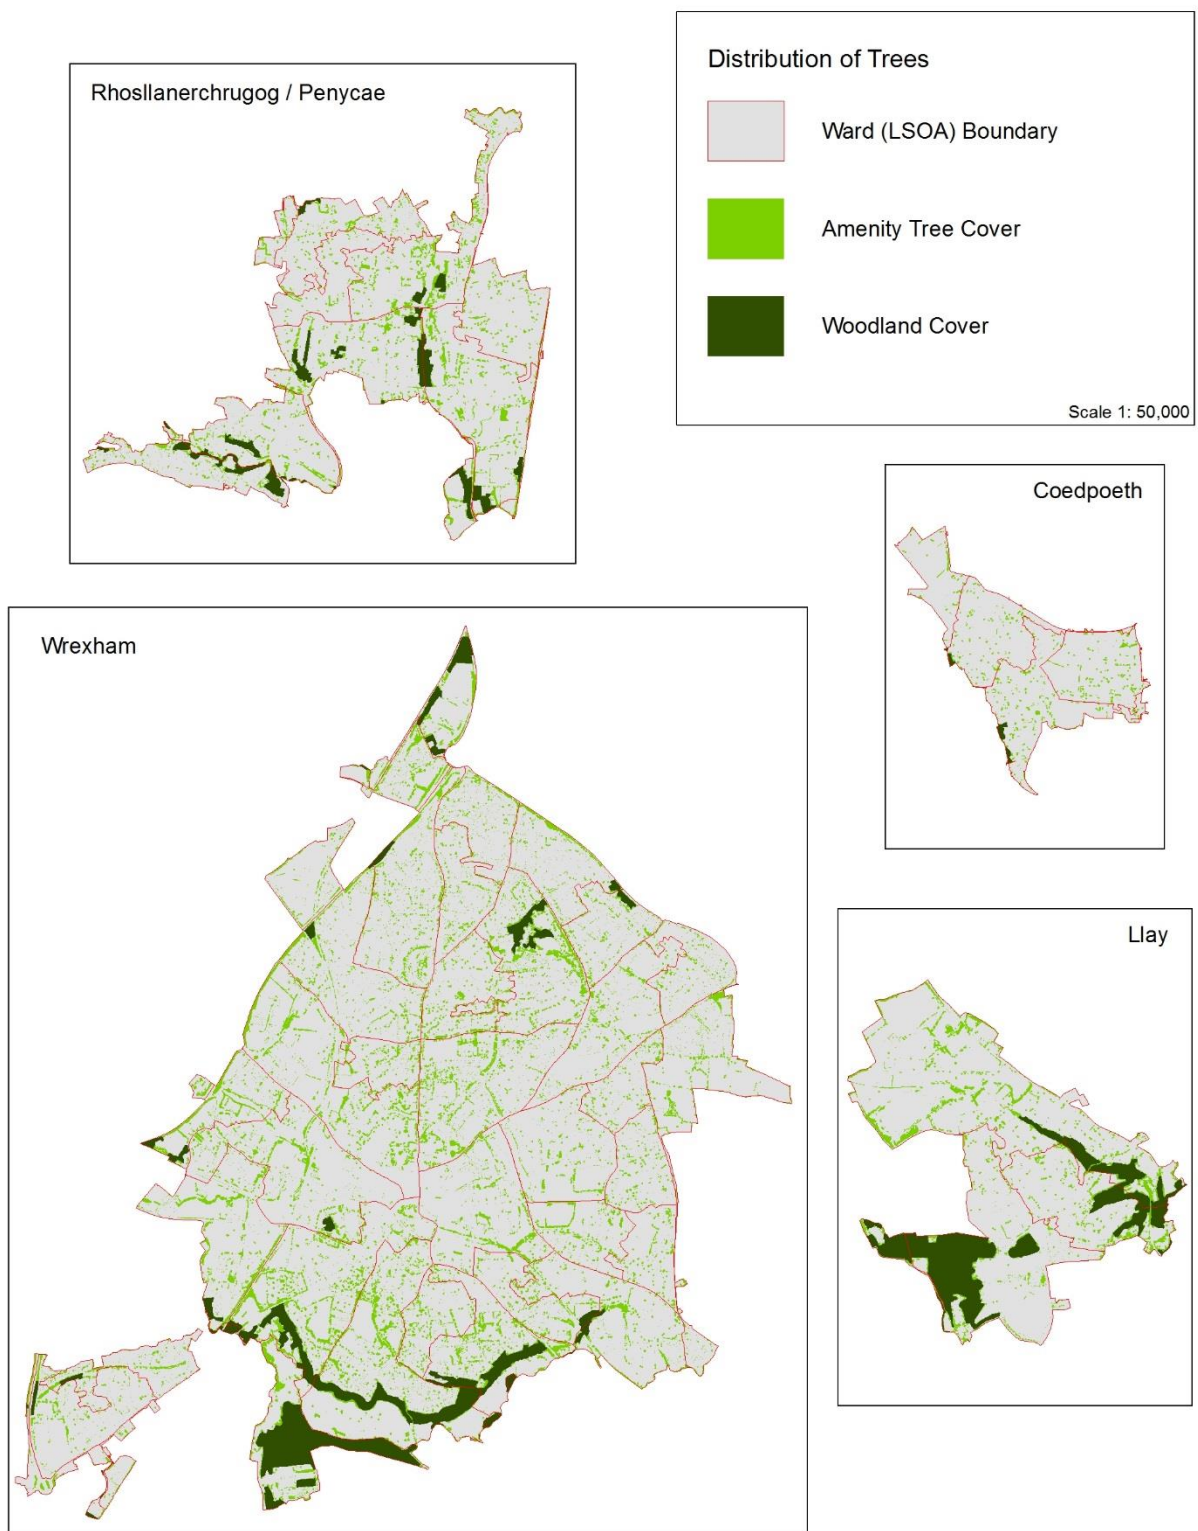 Distribution of Trees
Ward (LSOA) Boundary
Amenity Tree Cover
Woodland Cover
Scale 1: 50,000
Rhosllanerchrugog / Penycae
Coedpoeth
Wrexham
Llay